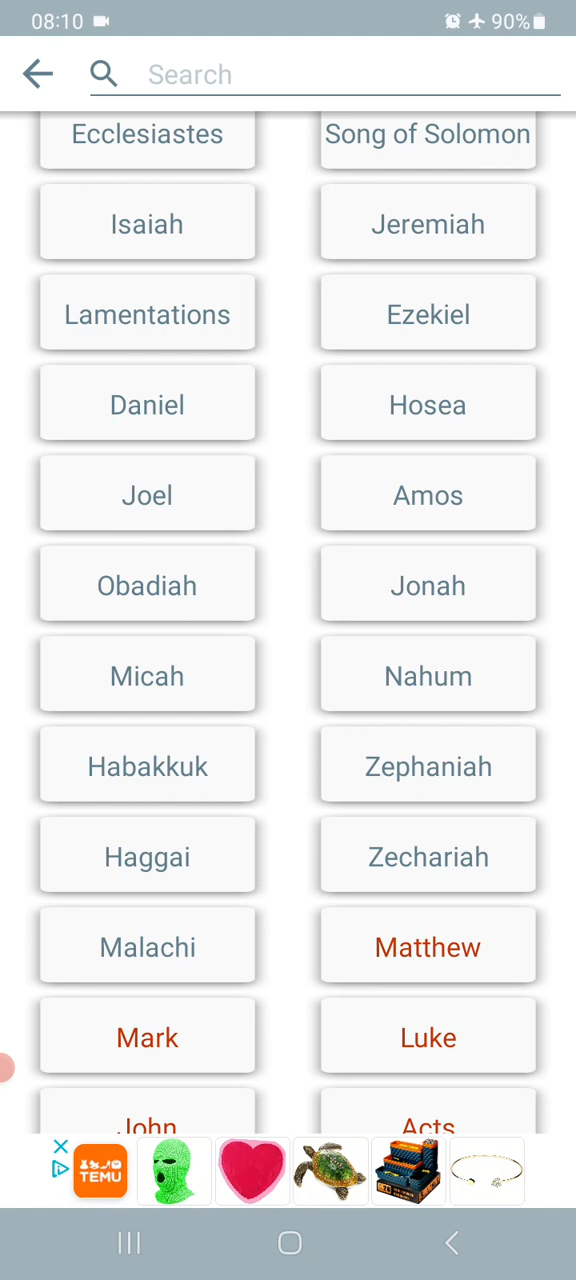 08:10 90%
Search
Ecclesiastes Song of Solomon
Isaiah Jeremiah
Lamentations Ezekiel
Daniel Hosea
Joel Amos
Obadiah Jonah
Micah Nahum
Habakkuk Zephaniah
Haggai Zechariah
Malachi Matthew
Mark Luke
John Acts
TEMU